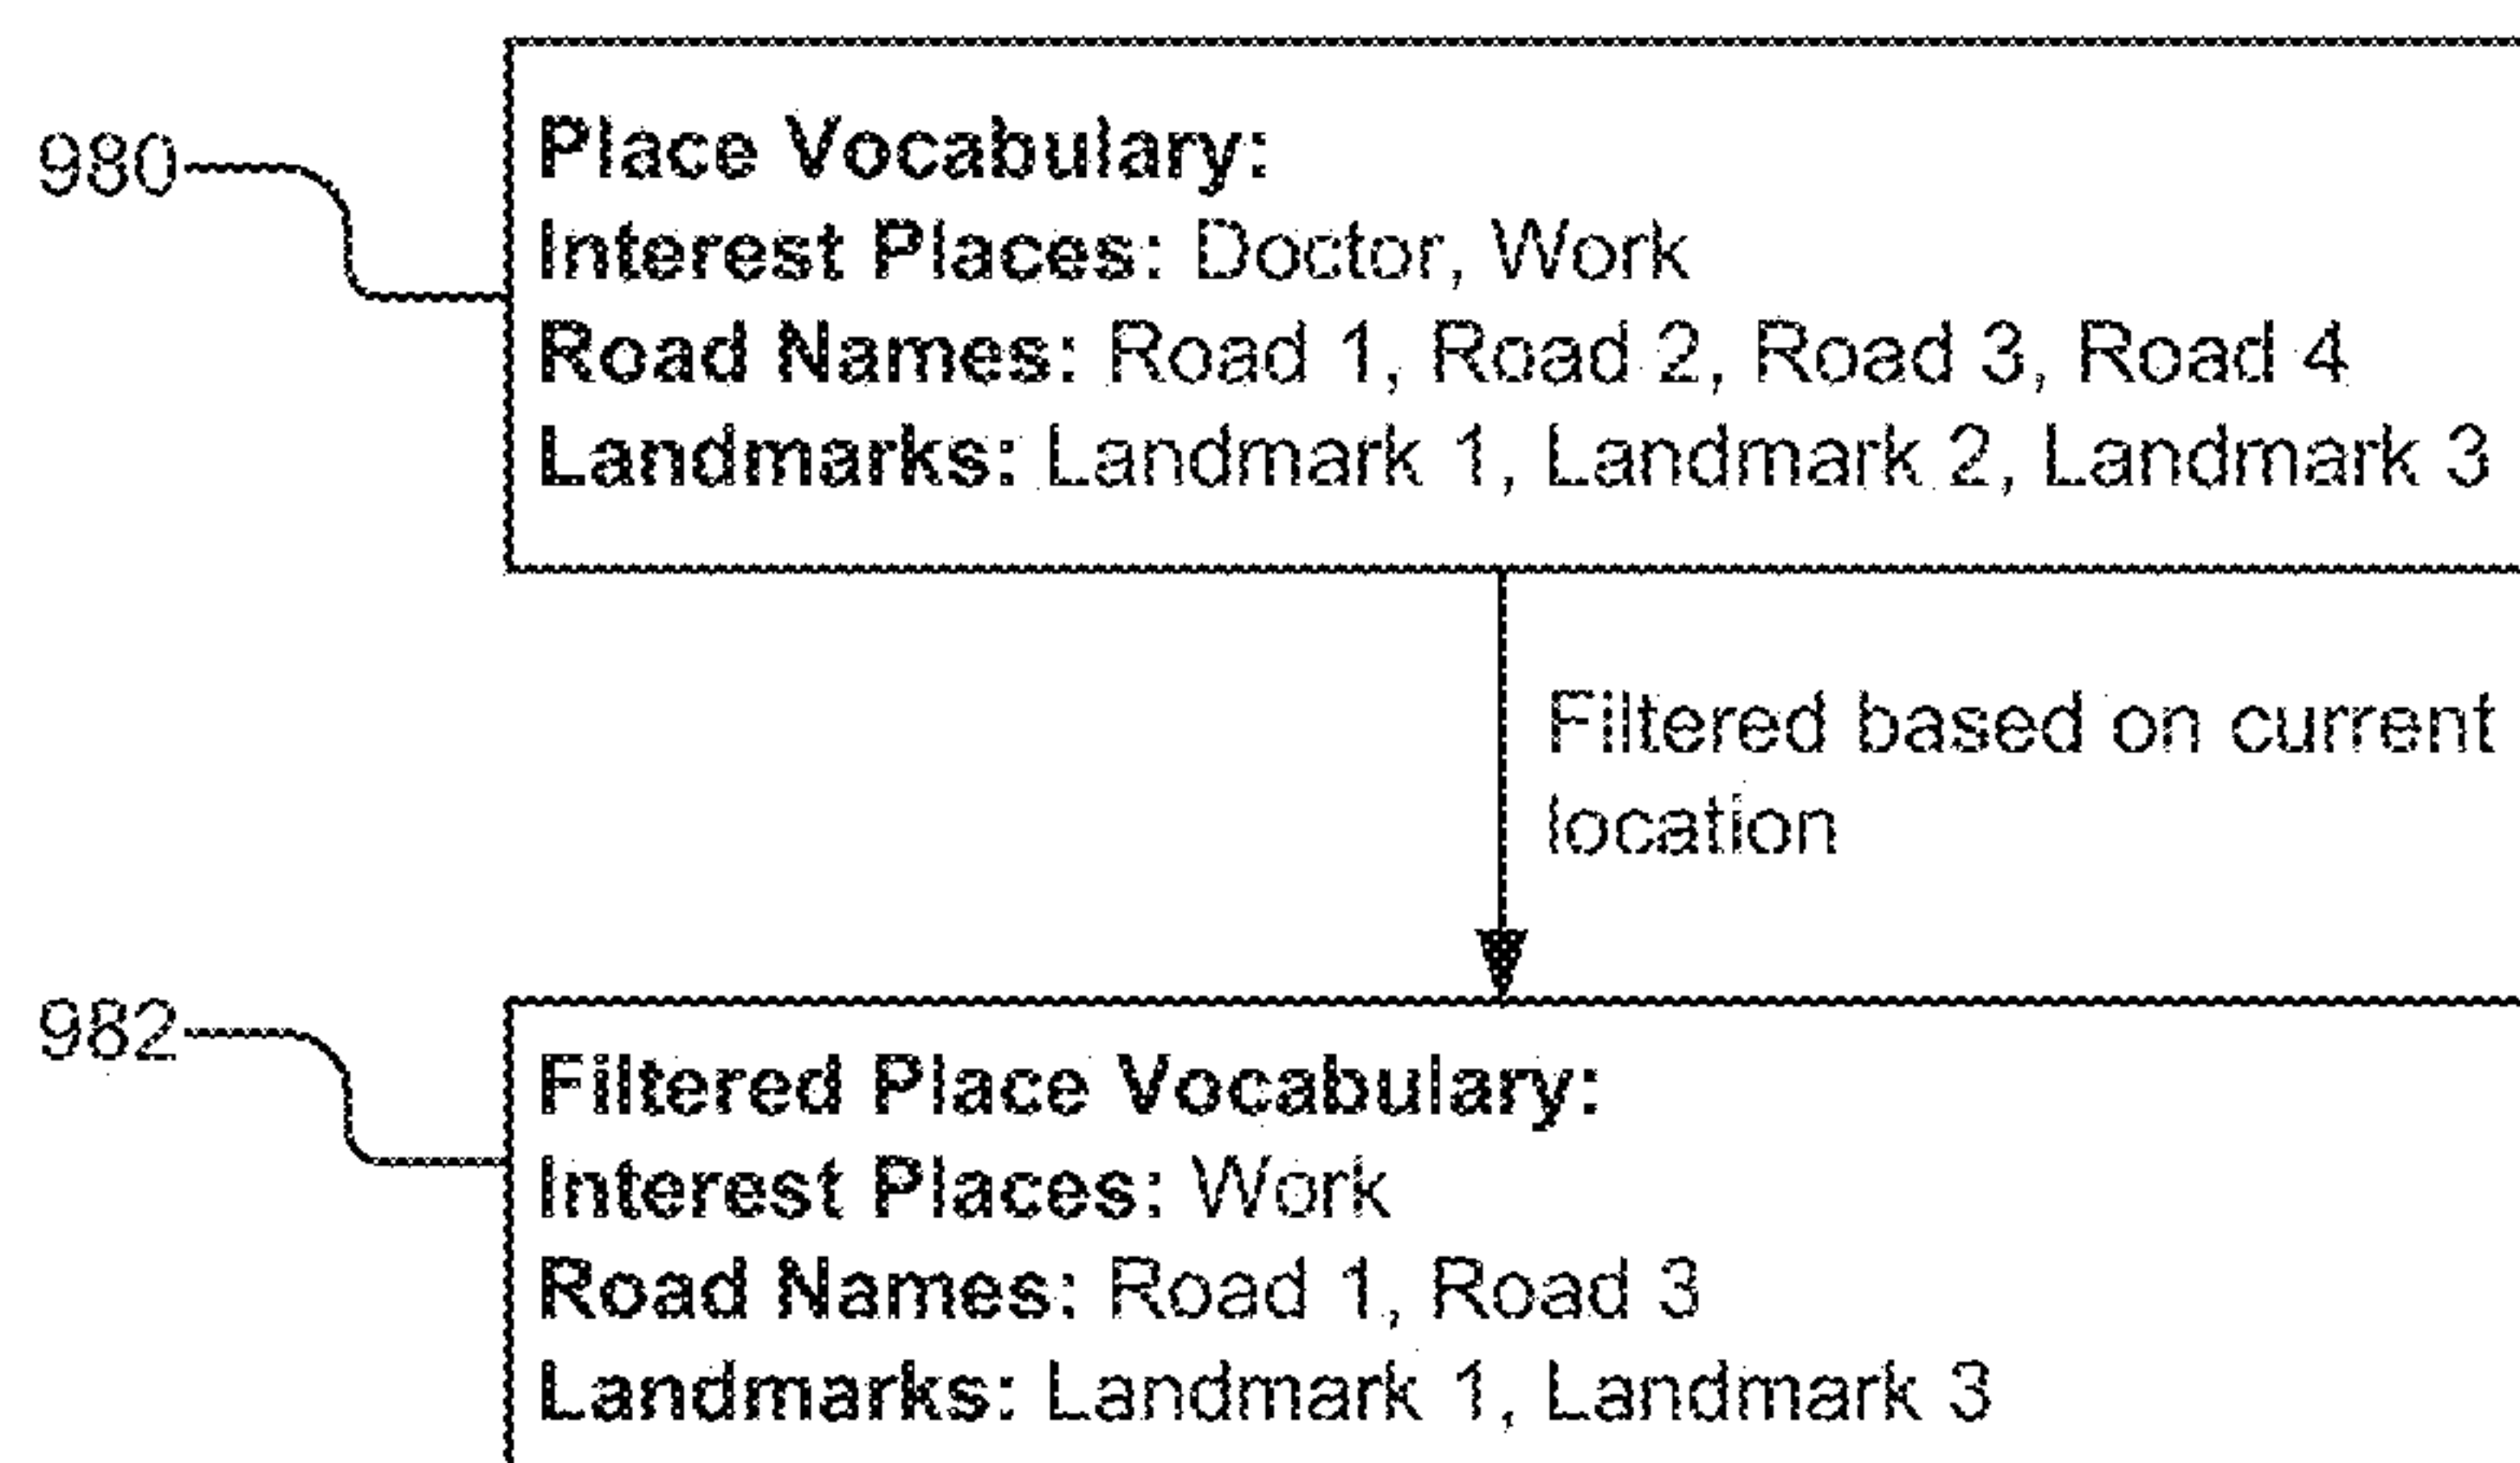 980
Place Vocabulary:
Interest Places: Doctor, Work
Road Names: Road 1, Road 2, Road 3, Road 4
Landmarks: Landmark 1, Landmark 2, Landmark 3
Filtered based on current
location
982
Filtered Place Vocabulary:
Interest Places: Work
Road Names: Road 1, Road 3
Landmarks: Landmark 1, Landmark 3